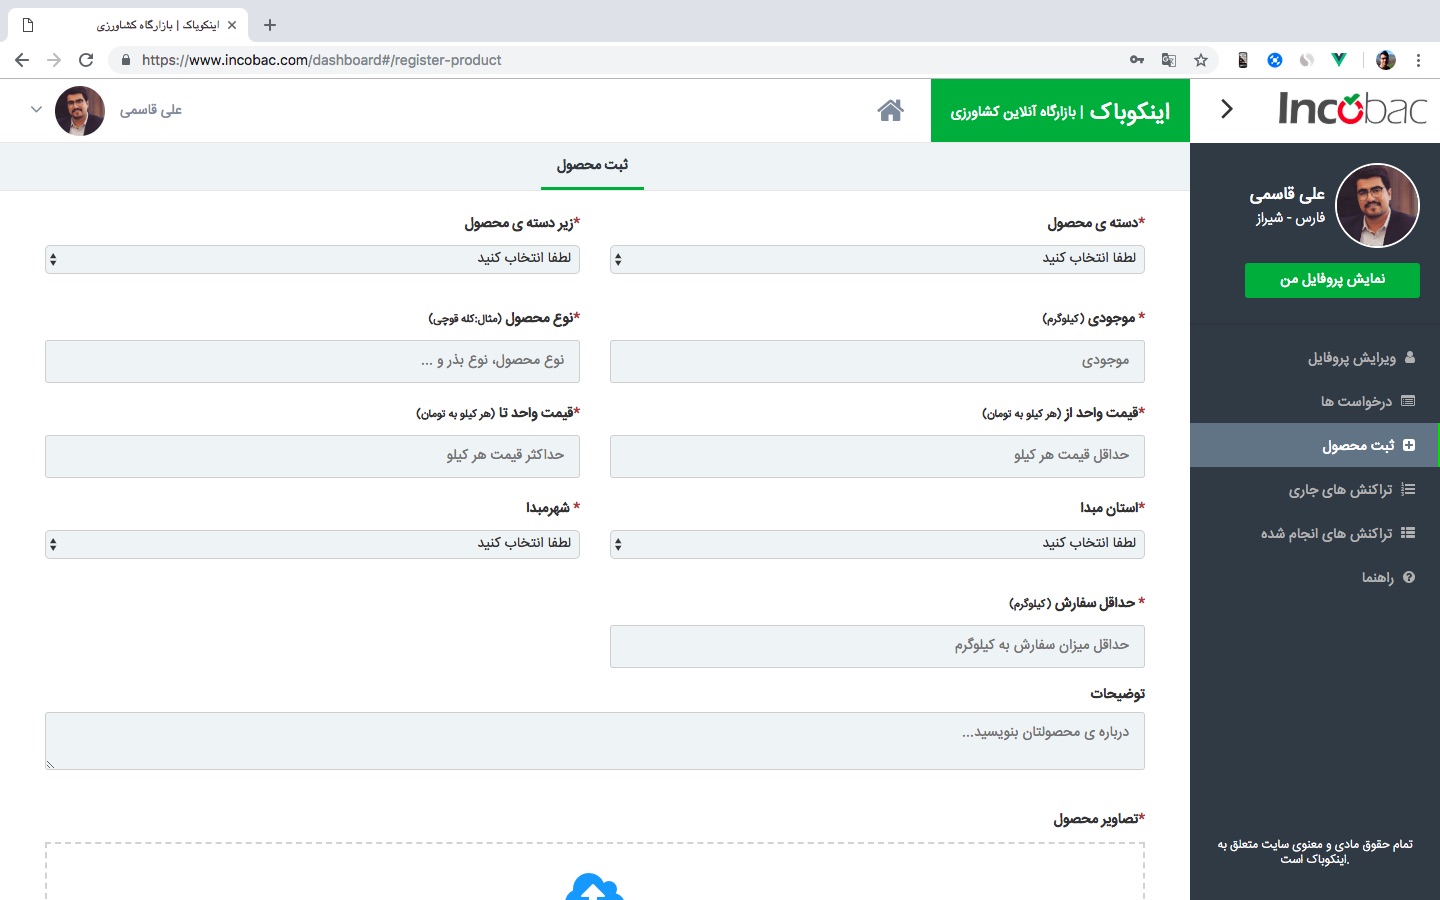 اینکوباک | بازارگاه کشاورزی
https://www.incobac.com/dashboard#/register-product
Incobac
اینکوباک | بازارگاه آنلاین کشاورزی
علی قاسمی
علی قاسمی
فارس - شیراز
نمایش پروفایل من
ویرایش پروفایل
درخواست ها
ثبت محصول
تراکنش های جاری
تراکنش های انجام شده
راهنما
تمام حقوق مادی و معنوی سایت متعلق به
اینکوباک است.
ثبت محصول
*دسته ی محصول
لطفا انتخاب کنید
*زیر دسته ی محصول
لطفا انتخاب کنید
* موجودی (کیلوگرم)
موجودی
*نوع محصول (مثال:کله قوچی)
نوع محصول، نوع بذر و ...
*قیمت واحد از (هر کیلو به تومان)
حداقل قیمت هر کیلو
*قیمت واحد تا (هر کیلو به تومان)
حداکثر قیمت هر کیلو
*استان مبدا
لطفا انتخاب کنید
* شهرمبدا
لطفا انتخاب کنید
* حداقل سفارش (کیلوگرم)
حداقل میزان سفارش به کیلوگرم
توضیحات
درباره ی محصولتان بنویسید...
*تصاویر محصول